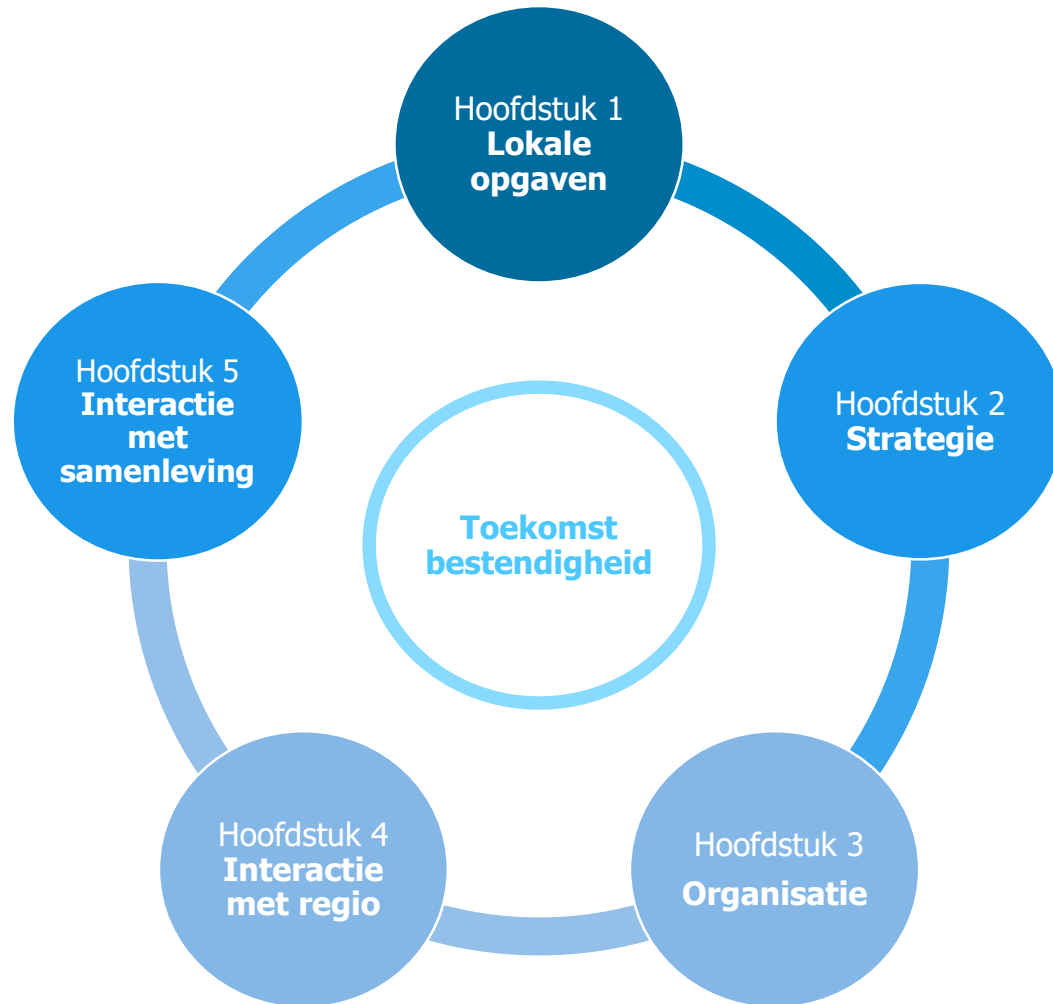 Hoofdstuk 1
Lokale
opgaven
Hoofdstuk 2
Strategie
Hoofdstuk 3
Organisatie
Hoofdstuk 4
Interactie
met regio
Hoofdstuk 5
Interactie
met
samenleving
Toekomst
bestendigheid